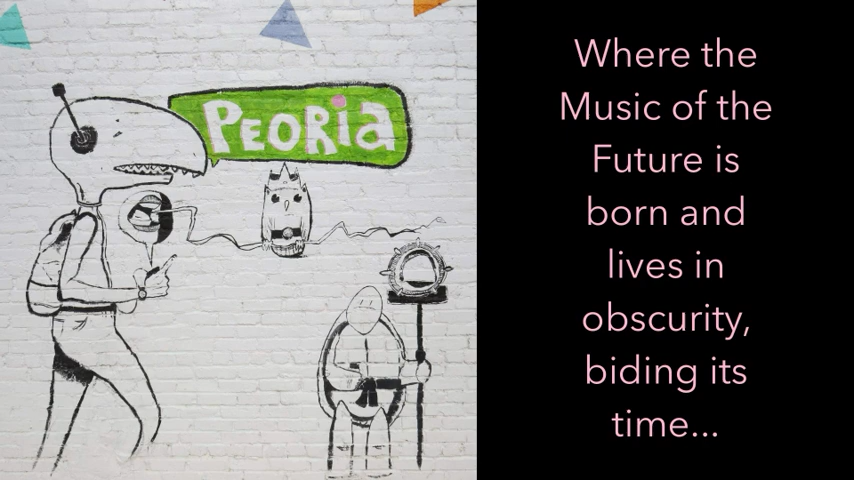 PEORia
Where the
Music of the
Future is
born and
lives in
obscurity,
biding its
time...